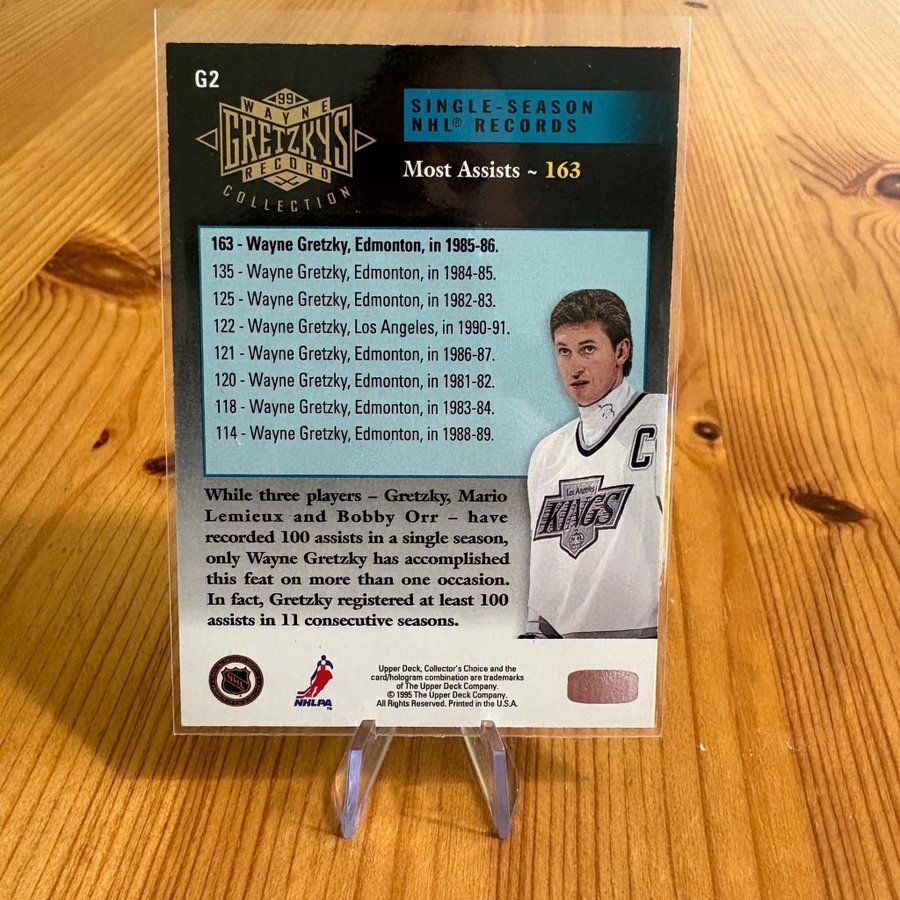 G2
99
WAYNE
GRETZKYS
RECORD
COLLECTION
SINGLE-SEASON
NHL® RECORDS
Most Assists ~ 163
163 - Wayne Gretzky, Edmonton, in 1985-86.
135 - Wayne Gretzky, Edmonton, in 1984-85.
125 - Wayne Gretzky, Edmonton, in 1982-83.
122 - Wayne Gretzky, Los Angeles, in 1990-91.
121 - Wayne Gretzky, Edmonton, in 1986-87.
120 - Wayne Gretzky, Edmonton, in 1981-82.
118 - Wayne Gretzky, Edmonton, in 1983-84.
114 - Wayne Gretzky, Edmonton, in 1988-89.
C
Los Angeles
KINGS
While three players – Gretzky, Mario
Lemieux and Bobby Orr – have
recorded 100 assists in a single season,
only Wayne Gretzky has accomplished
this feat on more than one occasion.
In fact, Gretzky registered at least 100
assists in 11 consecutive seasons.
NHL
NHLPA
™
Upper Deck, Collector's Choice and the
card/hologram combination are trademarks
of The Upper Deck Company.
© 1995 The Upper Deck Company.
All Rights Reserved. Printed in the U.S.A.